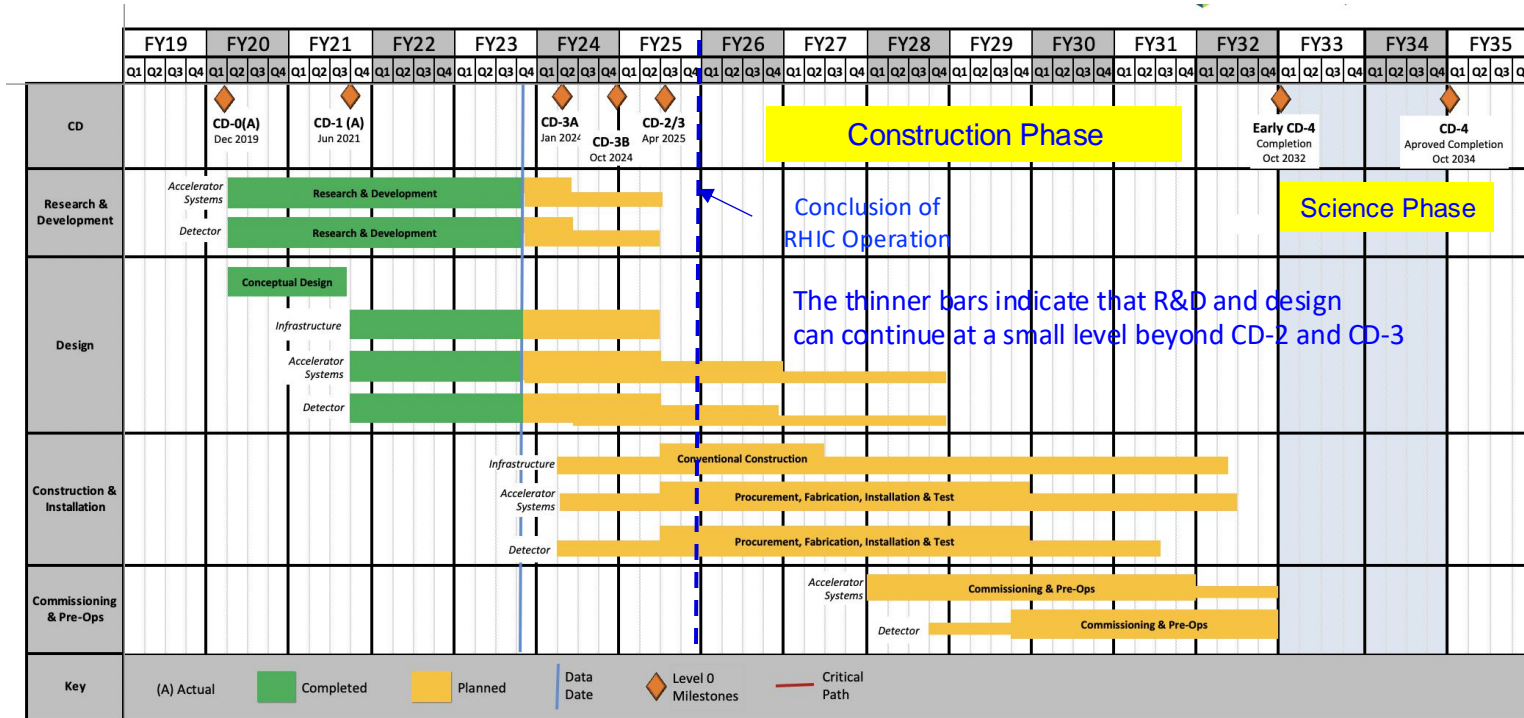 FY19 FY20 FY21 FY22 FY23 FY24 FY25 FY26 FY27 FY28 FY29 FY30 FY31 FY32 FY33 FY34 FY35
Q1 Q2 Q3 Q4 Q1 Q2 Q3 Q4 Q1 Q2 Q3 Q4 Q1 Q2 Q3 Q4 Q1 Q2 Q3 Q4 Q1 Q2 Q3 Q4 Q1 Q2 Q3 Q4 Q1 Q2 Q3 Q4 Q1 Q2 Q3 Q4 Q1 Q2 Q3 Q4 Q1 Q2 Q3 Q4 Q1 Q2 Q3 Q4 Q1 Q2 Q3 Q4 Q1 Q2 Q3 Q4 Q1 Q2 Q3 Q4 Q1 Q2 Q3 Q4 Q1 Q2 Q3
CD
CD-0(A)
Dec 2019
CD-1 (A)
Jun 2021
CD-3A
Jan 2024
CD-3B
Oct 2024
CD-2/3
Apr 2025
Construction Phase
Early CD-4
Completion
Oct 2032
CD-4
Aproved Completion
Oct 2034
Research &
Development
Accelerator
Systems
Research & Development
Detector
Research & Development
Conclusion of
RHIC Operation
Science Phase
Design
Conceptual Design
Infrastructure
Accelerator
Systems
Detector
The thinner bars indicate that R&D and design
can continue at a small level beyond CD-2 and CD-3
Construction &
Installation
Infrastructure
Conventional Construction
Accelerator
Systems
Procurement, Fabrication, Installation & Test
Detector
Procurement, Fabrication, Installation & Test
Commissioning
& Pre-Ops
Accelerator
Systems
Commissioning & Pre-Ops
Detector
Commissioning & Pre-Ops
Key
(A) Actual
Completed
Planned
Data
Date
Level 0
Milestones
Critical
Path